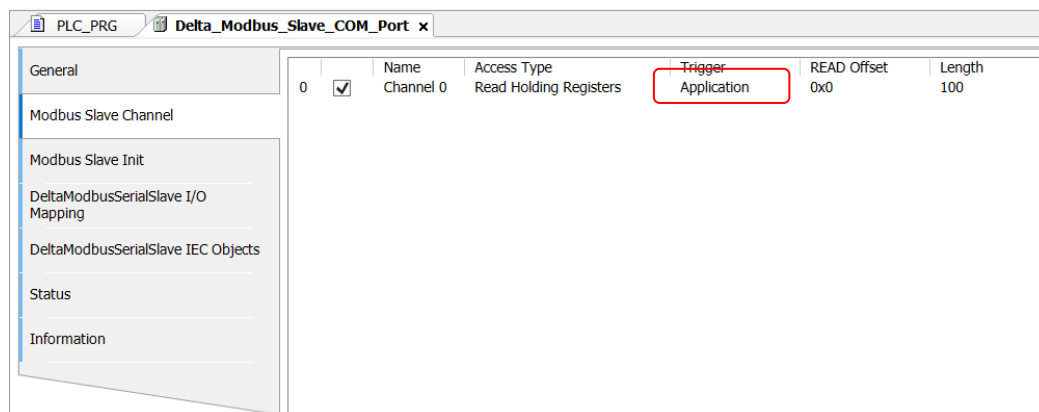 PLC_PRG Delta_Modbus_Slave_COM_Port x
General
Modbus Slave Channel
Modbus Slave Init
DeltaModbusSerialSlave I/O
Mapping
DeltaModbusSerialSlave IEC Objects
Status
Information
Name Access Type Trigger READ Offset Length
0 Channel 0 Read Holding Registers Application 0x0 100